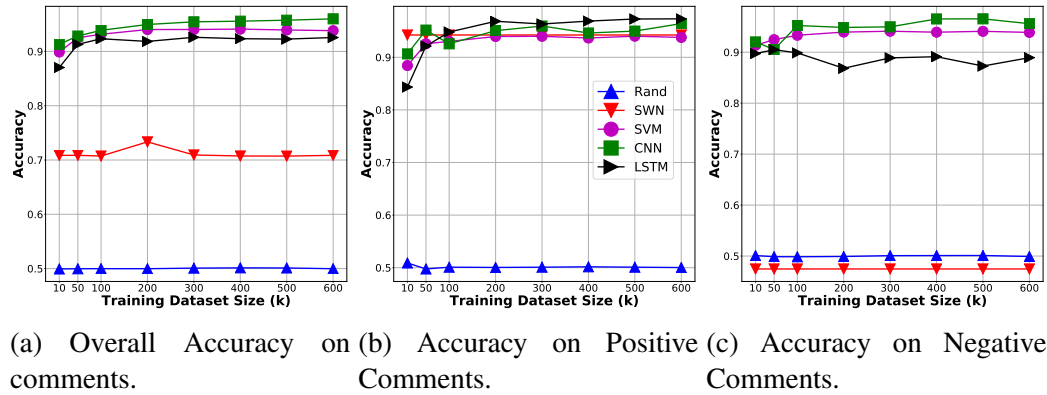 0.9
0.8
0.7
0.6
0.5
Accuracy
10 50 100 200 300 400 500 600
Training Dataset Size (k)
0.9
0.8
0.7
0.6
0.5
Accuracy
Rand
SWN
SVM
CNN
LSTM
10 50 100 200 300 400 500 600
Training Dataset Size (k)
0.9
0.8
0.7
0.6
0.5
Accuracy
10 50 100 200 300 400 500 600
Training Dataset Size (k)
(a) Overall Accuracy on
comments.
(b) Accuracy on Positive
Comments.
(c) Accuracy on Negative
Comments.